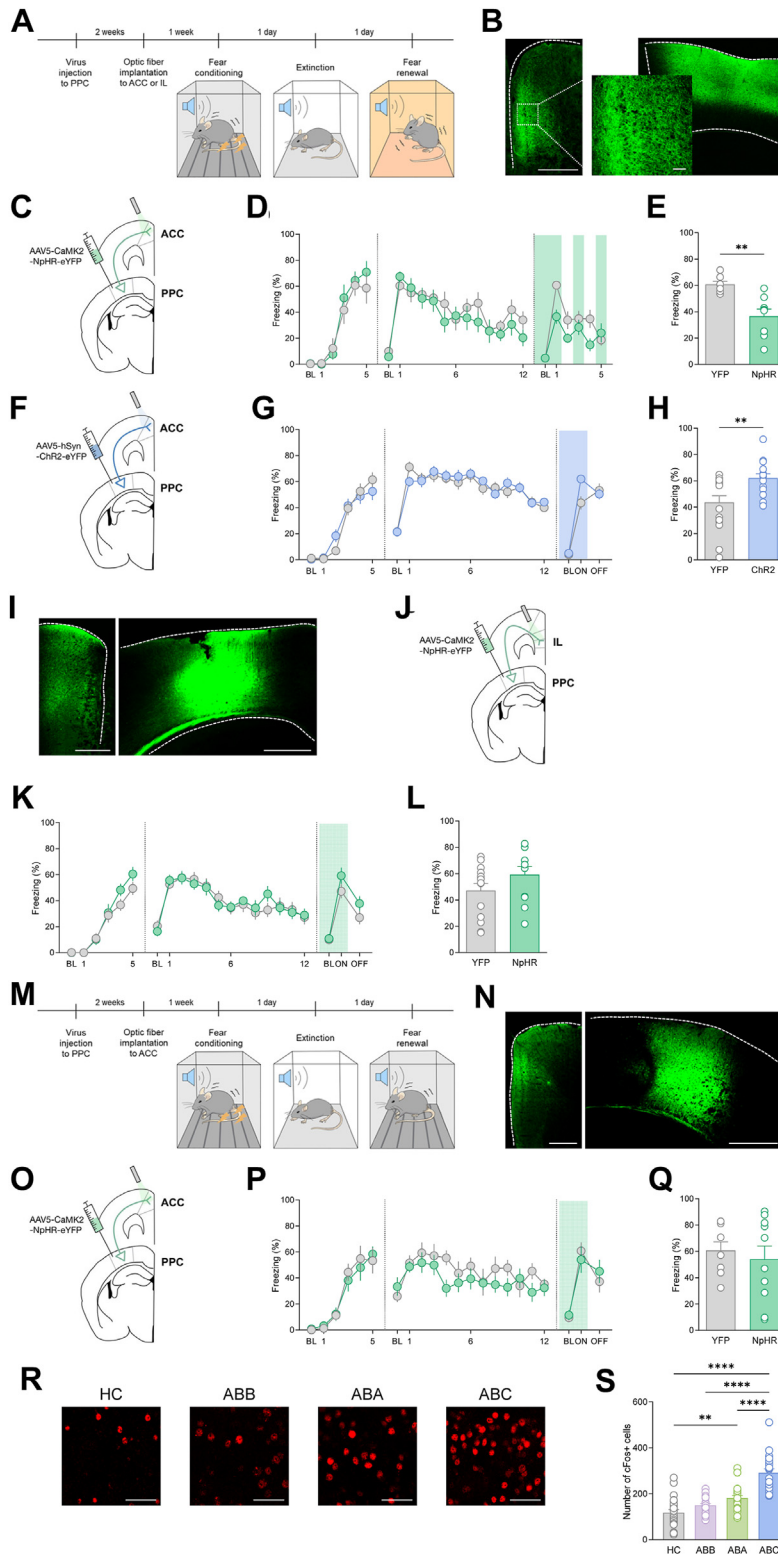 A
2 weeks
1 week
1 day
1 day
Virus
injection
to PPC
Optic fiber
implantation
to ACC or IL
Fear
conditioning
Extinction
Fear
renewal
B
C
AAV5-CaMK2
-NpHR-eYFP
ACC
PPC
D
Freezing (%)
100
80
60
40
20
0
BL 1
5
BL 1
6
12
BL 1
5
E
**
Freezing (%)
100
80
60
40
20
0
YFP
NpHR
F
AAV5-hSyn
-ChR2-eYFP
ACC
PPC
G
Freezing (%)
100
80
60
40
20
0
BL 1
5
BL 1
6
12
BL ON OFF
H
**
Freezing (%)
100
80
60
40
20
0
YFP
ChR2
I
J
AAV5-CaMK2
-NpHR-eYFP
IL
PPC
K
Freezing (%)
100
80
60
40
20
0
BL 1
5
BL 1
6
12
BL ON OFF
L
Freezing (%)
100
80
60
40
20
0
YFP
NpHR
M
2 weeks
1 week
1 day
1 day
Virus
injection
to PPC
Optic fiber
implantation
to ACC
Fear
conditioning
Extinction
Fear
renewal
N
O
AAV5-CaMK2
-NpHR-eYFP
ACC
PPC
P
Freezing (%)
100
80
60
40
20
0
BL 1
5
BL 1
6
12
BL ON OFF
Q
Freezing (%)
100
80
60
40
20
0
YFP
NpHR
R
HC
ABB
ABA
ABC
S
****
****
**
****
Number of cFos+ cells
600
400
200
0
HC
ABB
ABA
ABC